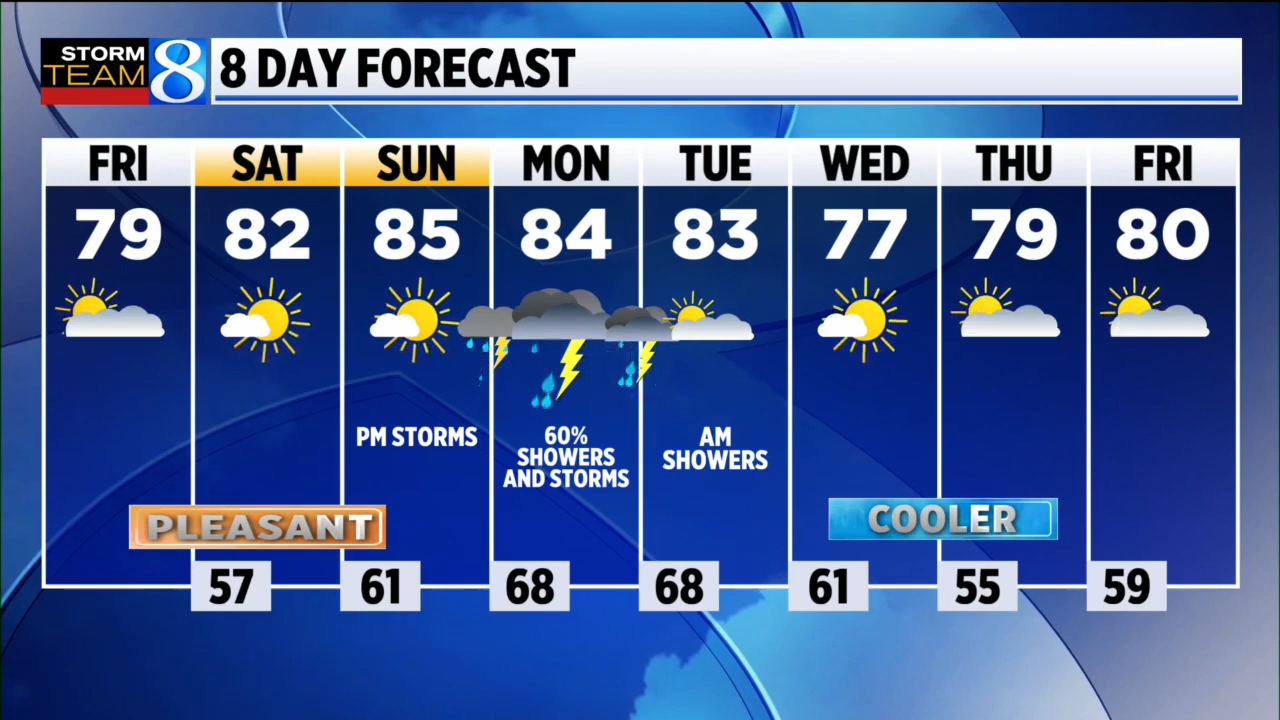 STORM
TEAM 8
8 DAY FORECAST
FRI SAT SUN MON TUE WED THU FRI
79 82 85 84 83 77 79 80
PM STORMS
60%
SHOWERS
AND STORMS
AM
SHOWERS
PLEASANT
COOLER
57 61 68 68 61 55 59